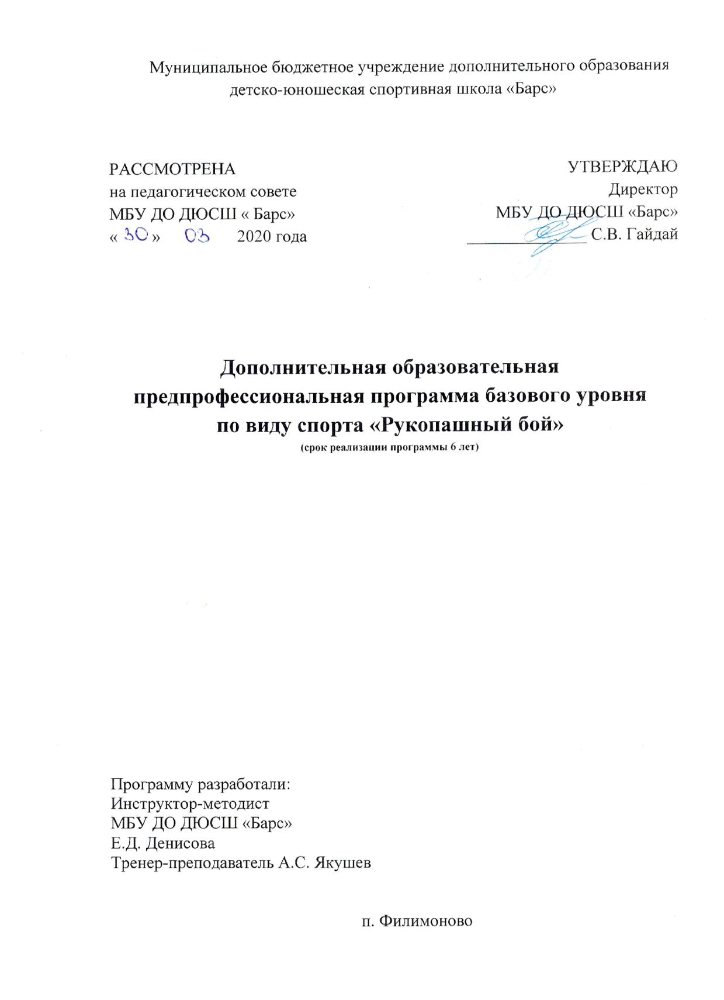 Муниципальное бюджетное учреждение дополнительного образования
детско-юношеская спортивная школа «Барс»
РАССМОТРЕНА
на педагогическом совете
МБУ ДО ДЮСШ « Барс»
« 30 » 03 2020 года
УТВЕРЖДАЮ
Директор
МБУ ДО ДЮСШ «Барс»
С.В. Гайдай
Дополнительная образовательная
предпрофессиональная программа базового уровня
по виду спорта «Рукопашный бой»
(срок реализации программы 6 лет)
Программу разработали:
Инструктор-методист
МБУ ДО ДЮСШ «Барс»
Е.Д. Денисова
Тренер-преподаватель А.С. Якушев
п. Филимоново